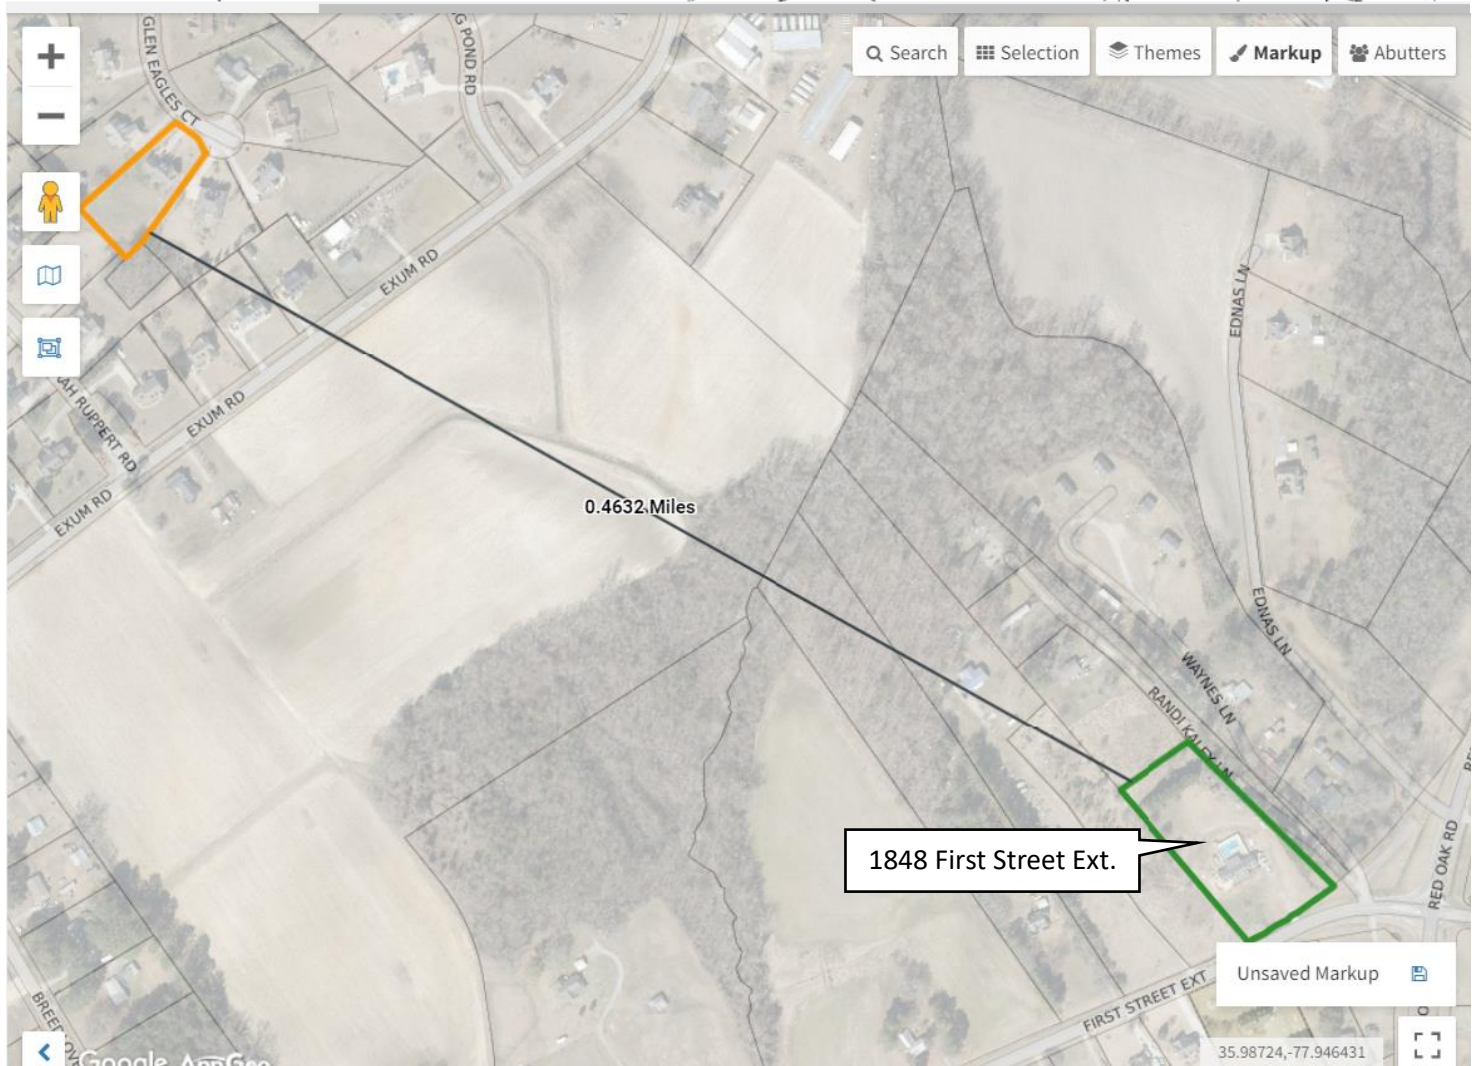 Search
Selection
Themes
Markup
Abutters
GLEN EAGLES CT
POND RD
EXUM RD
EDNAS LN
EXUM RD
RUPPERT RD
EXUM RD
0.4632 Miles
EDNAS LN
WAYNES LN
RANDI KALEY LN
1848 First Street Ext.
RED OAK RD
Unsaved Markup
FIRST STREET EXT
35.98724,-77.946431
Google AppGeo